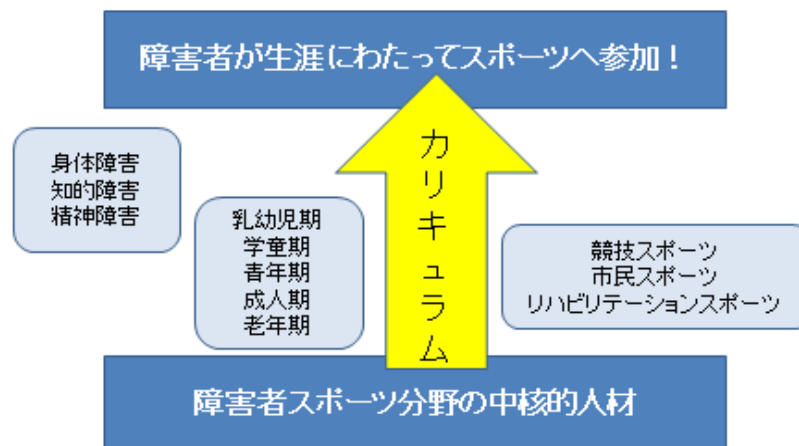 障害者が生涯にわたってスポーツへ参加！
身体障害
知的障害
精神障害
乳幼児期
学童期
青年期
成人期
老年期
カリキュラム
競技スポーツ
市民スポーツ
リハビリテーションスポーツ
障害者スポーツ分野の中核的人材